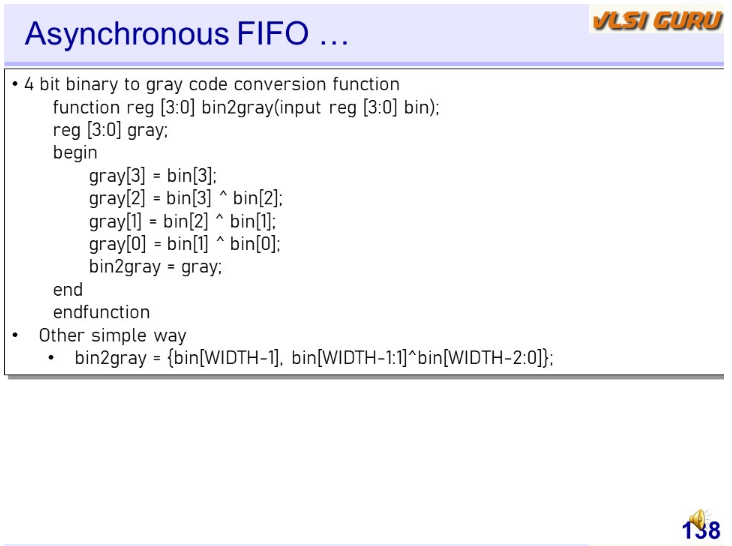 Asynchronous FIFO …
VLSI GURU
• 4 bit binary to gray code conversion function
function reg [3:0] bin2gray(input reg [3:0] bin);
reg [3:0] gray;
begin
gray[3] = bin[3];
gray[2] = bin[3] ^ bin[2];
gray[1] = bin[2] ^ bin[1];
gray[0] = bin[1] ^ bin[0];
bin2gray = gray;
end
endfunction
• Other simple way
• bin2gray = {bin[WIDTH-1], bin[WIDTH-1:1]^bin[WIDTH-2:0]};
138